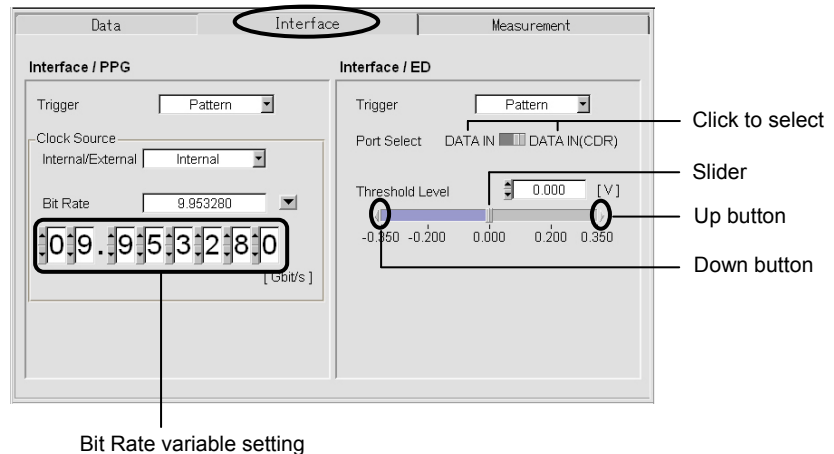 Data
Interface
Measurement
Interface / PPG
Trigger
Pattern
Clock Source
Internal/External
Internal
Bit Rate
9.953280
09.953280
[ Gbit/s ]
Bit Rate variable setting
Interface / ED
Trigger
Pattern
Port Select DATA IN DATA IN(CDR)
Threshold Level 0.000 [V]
-0.350 -0.200 0.000 0.200 0.350
Click to select
Slider
Up button
Down button